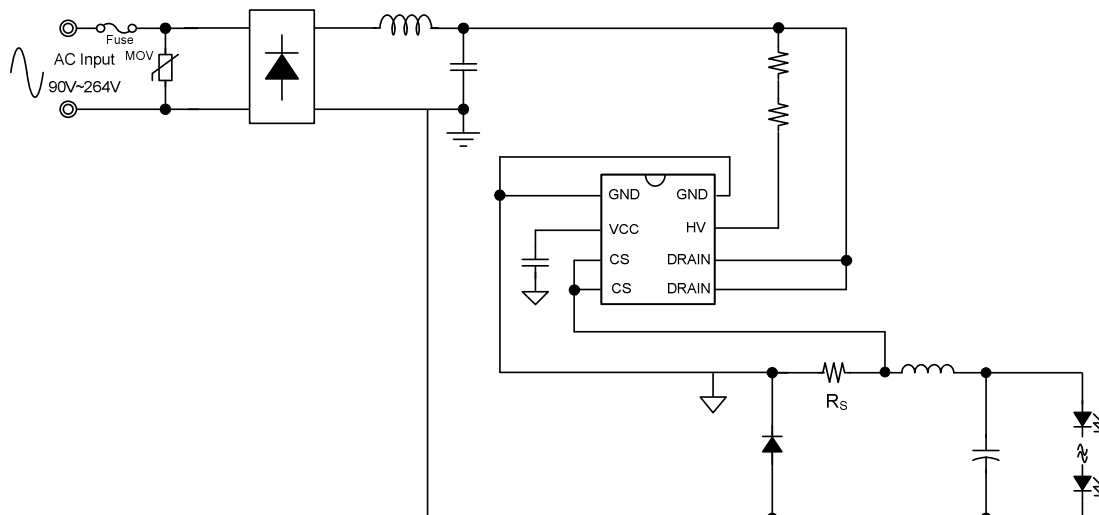 Fuse
MOV
AC Input
90V~264V
GND GND
VCC HV
CS DRAIN
CS DRAIN
RS